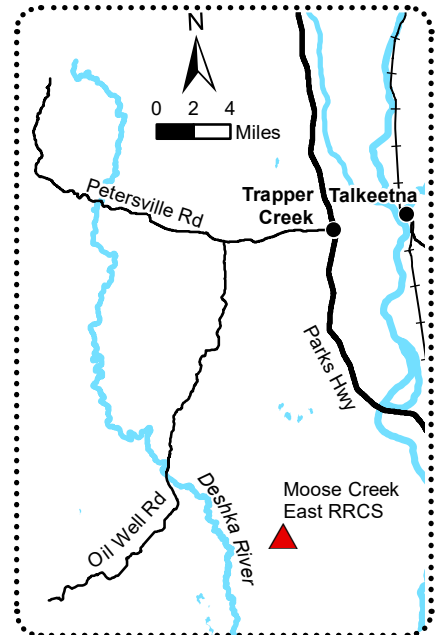 N
0 2 4
Miles
Petersville Rd
Trapper
Creek
Talkeetna
Parks Hwy
Moose Creek
East RRCS
Deshka River
Oil Well Rd